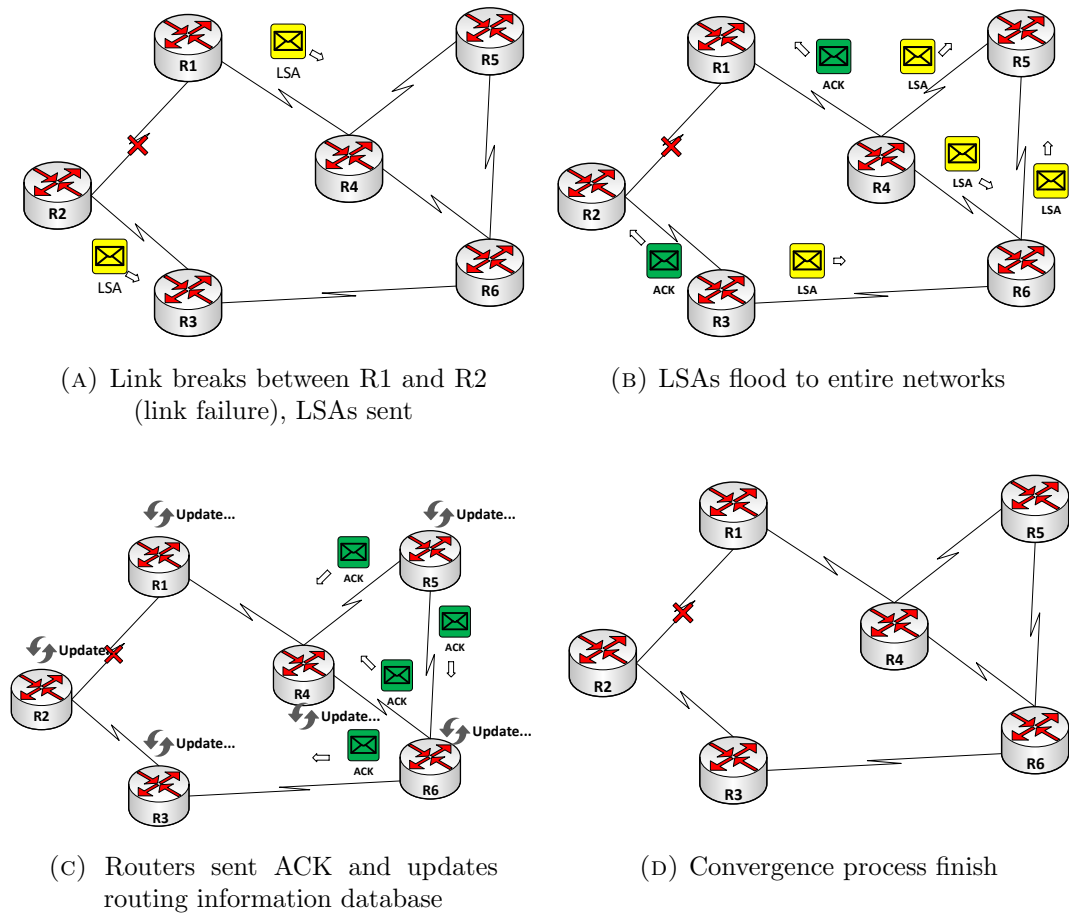 R1
LSA
R5
R4
R2
LSA
R3
R6
R1
ACK
LSA
R5
R4
LSA
LSA
R2
ACK
LSA
R3
R6
(A) Link breaks between R1 and R2
(link failure), LSAs sent
(B) LSAs flood to entire networks
Update...
Update...
R1
ACK
R5
ACK
Update...
R2
R4
ACK
Update...
Update...
Update...
ACK
R3
R6
R1
R5
R4
R2
R3
R6
(C) Routers sent ACK and updates
routing information database
(D) Convergence process finish